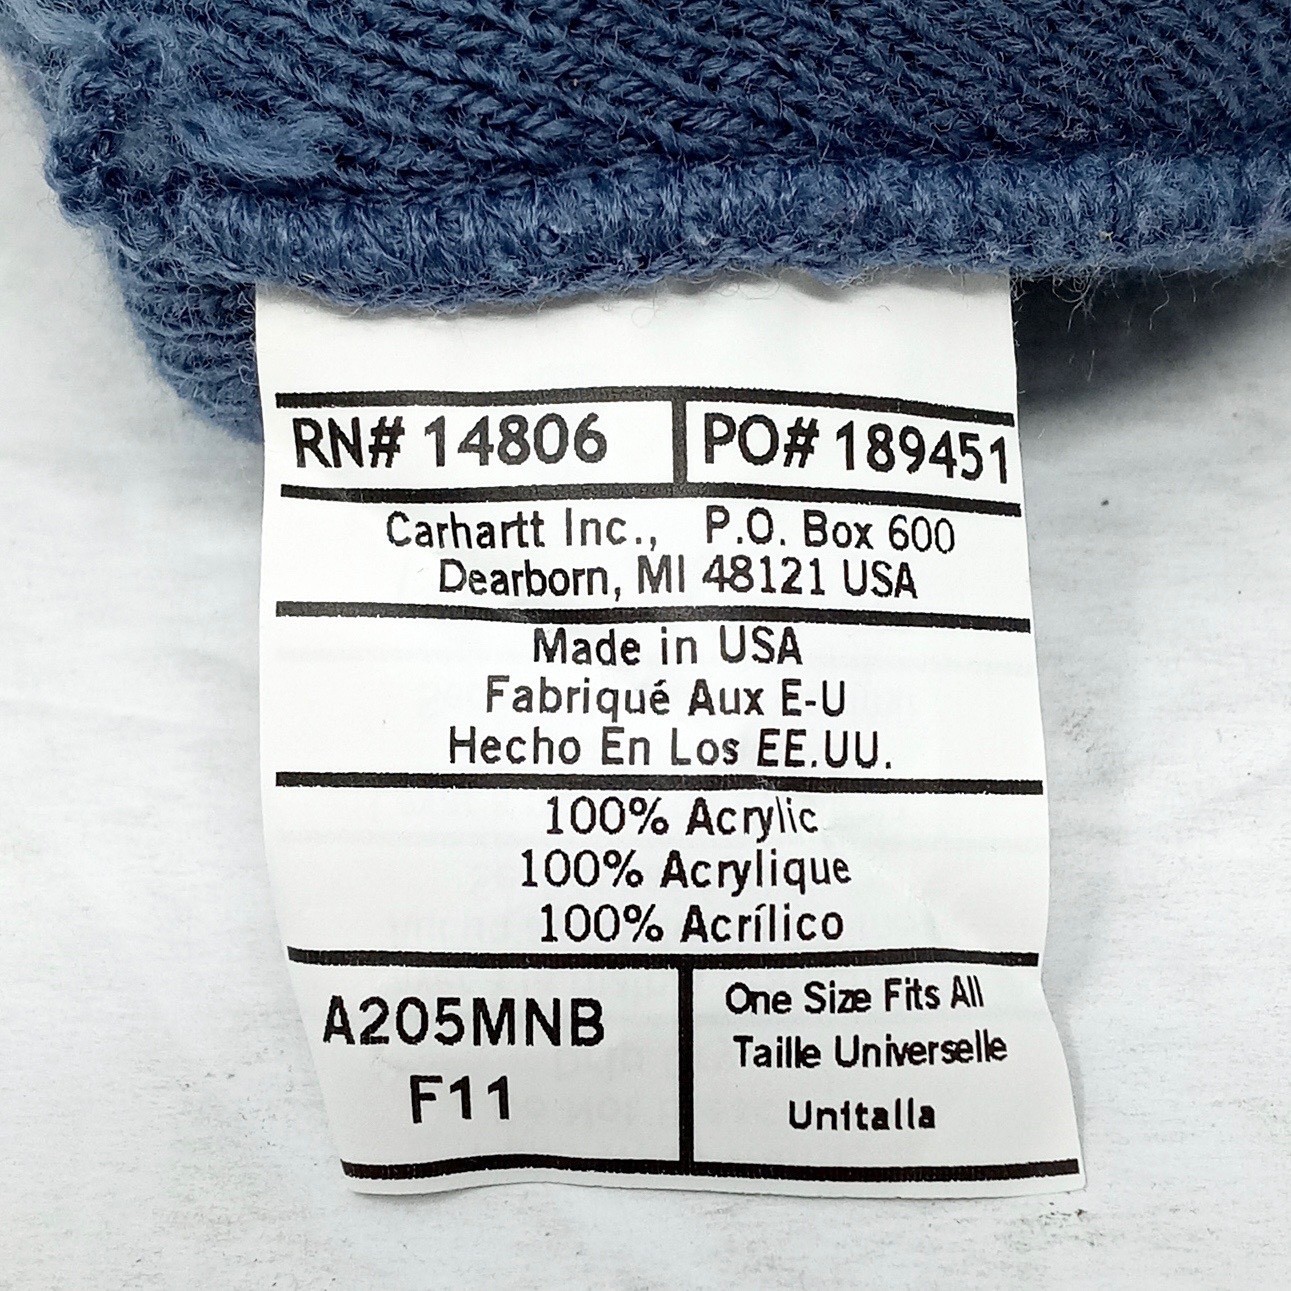 RN# 14806 PO# 189451
Carhartt Inc., P.O. Box 600
Dearborn, MI 48121 USA
Made in USA
Fabriqué Aux E-U
Hecho En Los EE.UU.
100% Acrylic
100% Acrylique
100% Acrílico
A205MNB
F11
One Size Fits All
Taille Universelle
Unitalla